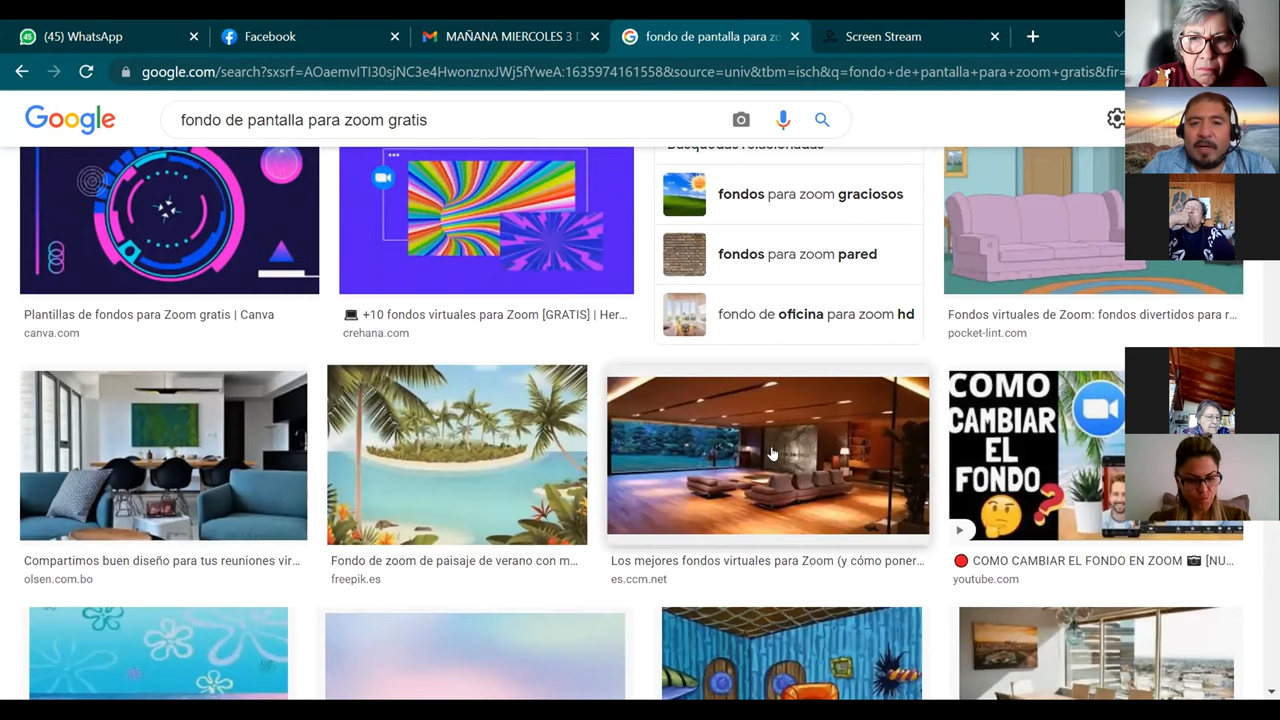 (45) WhatsApp
Facebook
MAÑANA MIERCOLES 3
fondo de pantalla para zo
Screen Stream
google.com/search?sxsrf=AOaemvITl30sjNC3e4HwonznxJWj5fYweA:1635974161558&source=univ&tbm=isch&q=fondo+de+pantalla+para+zoom+gratis&fir=
Google
fondo de pantalla para zoom gratis
Búsquedas relacionadas
fondos para zoom graciosos
fondos para zoom pared
fondo de oficina para zoom hd
Plantillas de fondos para Zoom gratis | Canva
canva.com
+10 fondos virtuales para Zoom [GRATIS] | Her...
crehana.com
Fondos virtuales de Zoom: fondos divertidos para r...
pocket-lint.com
COMO
CAMBIAR
EL
FONDO
Compartimos buen diseño para tus reuniones vir...
olsen.com.bo
Fondo de zoom de paisaje de verano con m...
freepik.es
Los mejores fondos virtuales para Zoom (y cómo poner...
es.ccm.net
COMO CAMBIAR EL FONDO EN ZOOM [NU...
youtube.com